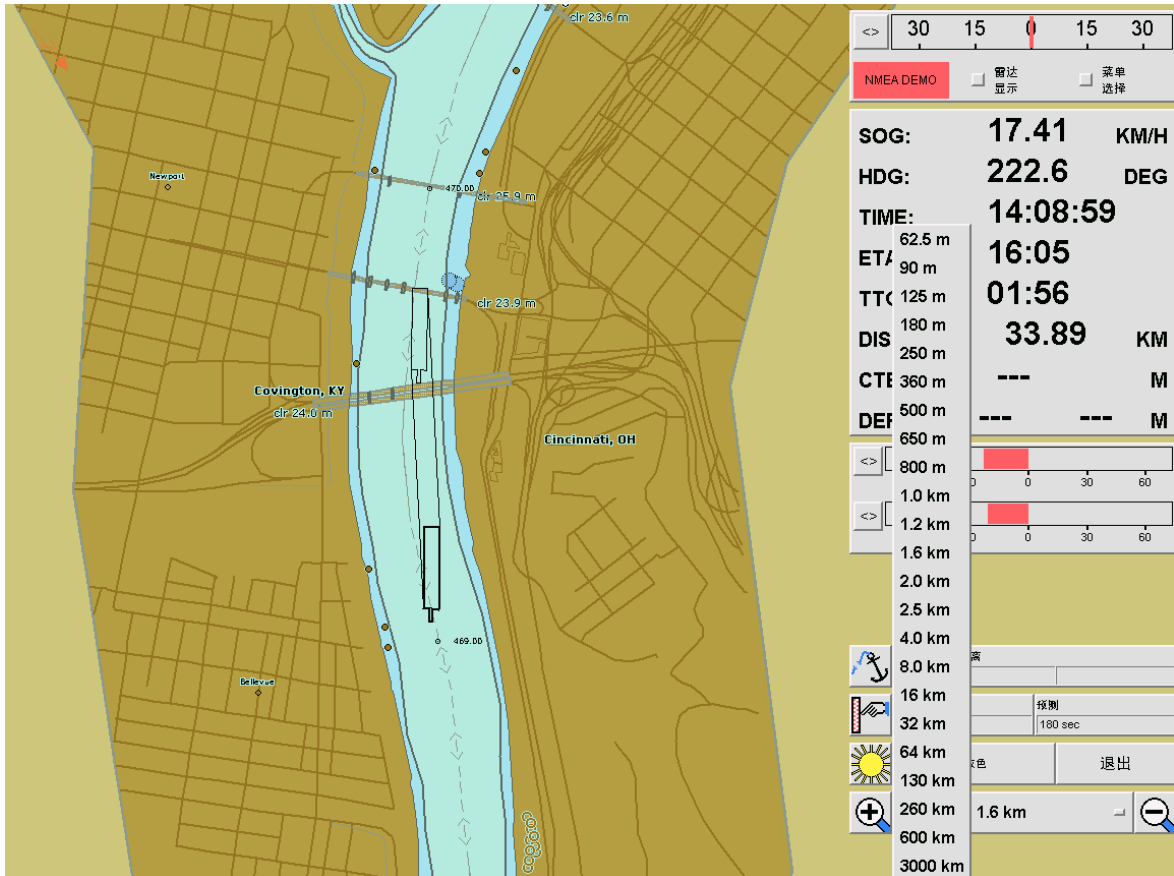 clr 23.6 m
Newport
470.00
clr 25.9 m
clr 23.9 m
Covington, KY
clr 24.0 m
Cincinnati, OH
469.00
Bellevue
<> 30 15 0 15 30
NMEA DEMO
雷达
显示
菜单
选择
SOG: 17.41 KM/H
HDG: 222.6 DEG
TIME: 14:08:59
ETA 16:05
01:56
DIS 33.89 KM
--- M
--- --- M
<>
0 30 60
<>
0 30 60
62.5 m
90 m
125 m
180 m
250 m
360 m
500 m
650 m
800 m
1.0 km
1.2 km
1.6 km
2.0 km
2.5 km
4.0 km
8.0 km
16 km
32 km
64 km
130 km
260 km
600 km
3000 km
离
预测
180 sec
色
退出
1.6 km